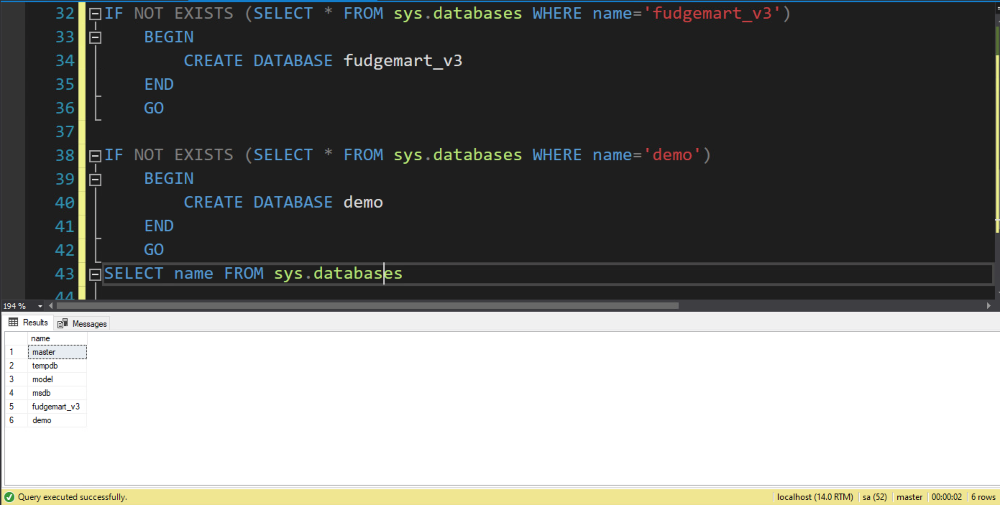 32 IF NOT EXISTS (SELECT * FROM sys.databases WHERE name='fudgemart_v3')
33 BEGIN
34 CREATE DATABASE fudgemart_v3
35 END
36 GO
37
38 IF NOT EXISTS (SELECT * FROM sys.databases WHERE name='demo')
39 BEGIN
40 CREATE DATABASE demo
41 END
42 GO
43 SELECT name FROM sys.databases
44
194 %
Results Messages
name
1 master
2 tempdb
3 model
4 msdb
5 fudgemart_v3
6 demo
Query executed successfully. localhost (14.0 RTM) sa (52) master 00:00:02 6 rows